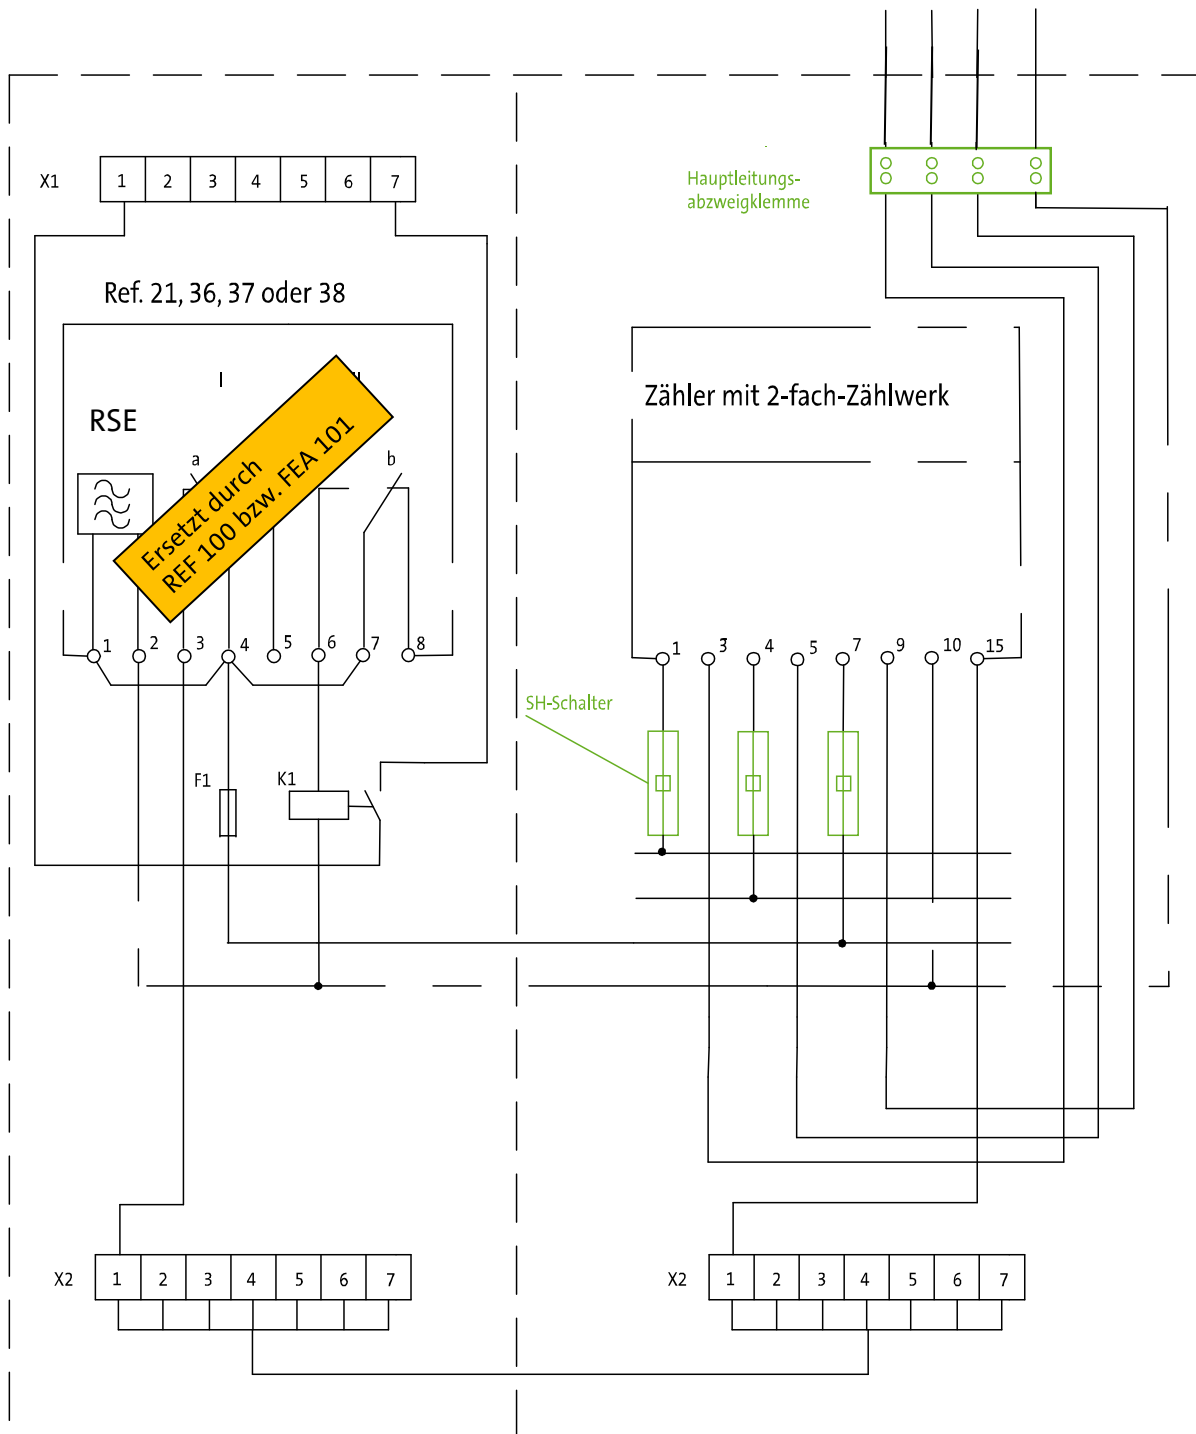 X1 1 2 3 4 5 6 7
Hauptleitungs-
abzweigklemme
Ref. 21, 36, 37 oder 38
I
RSE
a
b
Ersetzt durch
REF 100 bzw. FEA 101
1 2 3 4 5 6 7 8
Zähler mit 2-fach-Zählwerk
1 3 4 5 7 9 10 15
SH-Schalter
F1
K1
X2 1 2 3 4 5 6 7
X2 1 2 3 4 5 6 7